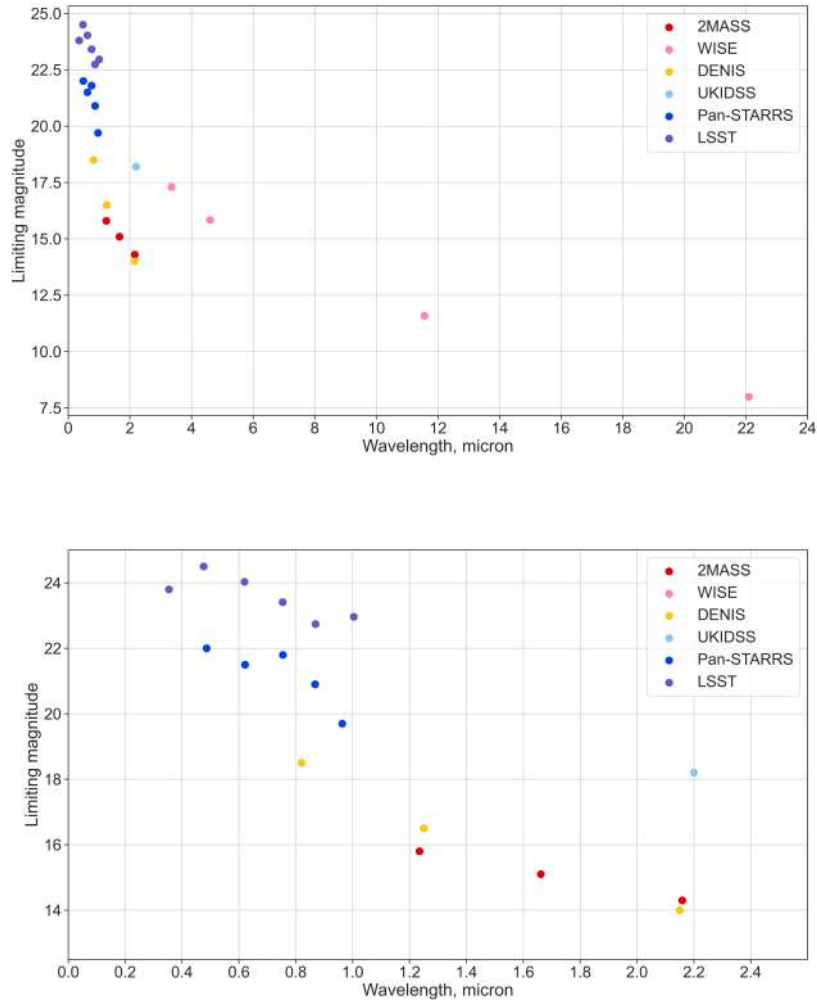 25.0
22.5
20.0
17.5
15.0
12.5
10.0
7.5
Limiting magnitude
2MASS
WISE
DENIS
UKIDSS
Pan-STARRS
LSST
0 2 4 6 8 10 12 14 16 18 20 22 24
Wavelength, micron
24
22
20
18
16
14
Limiting magnitude
2MASS
WISE
DENIS
UKIDSS
Pan-STARRS
LSST
0.0 0.2 0.4 0.6 0.8 1.0 1.2 1.4 1.6 1.8 2.0 2.2 2.4
Wavelength, micron